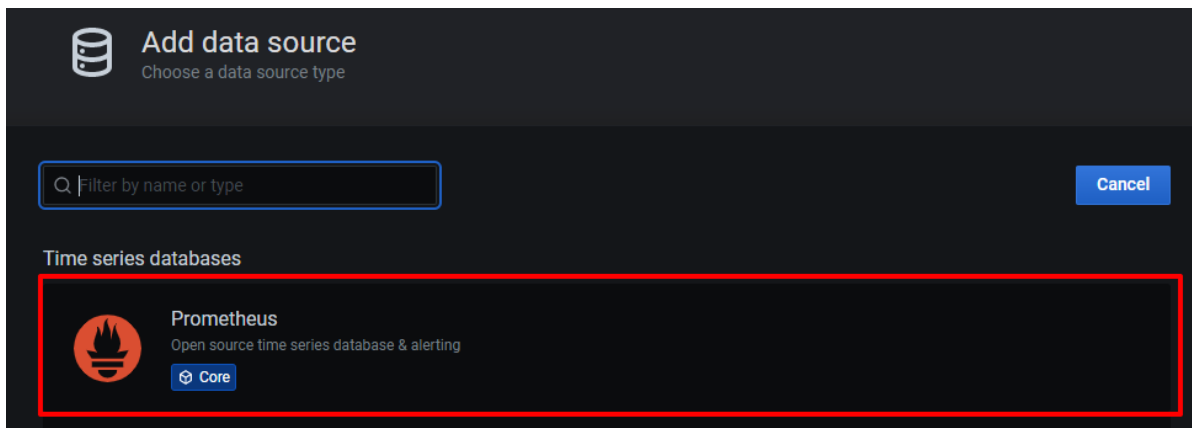 Add data source
Choose a data source type
Filter by name or type
Cancel
Time series databases
Prometheus
Open source time series database & alerting
Core